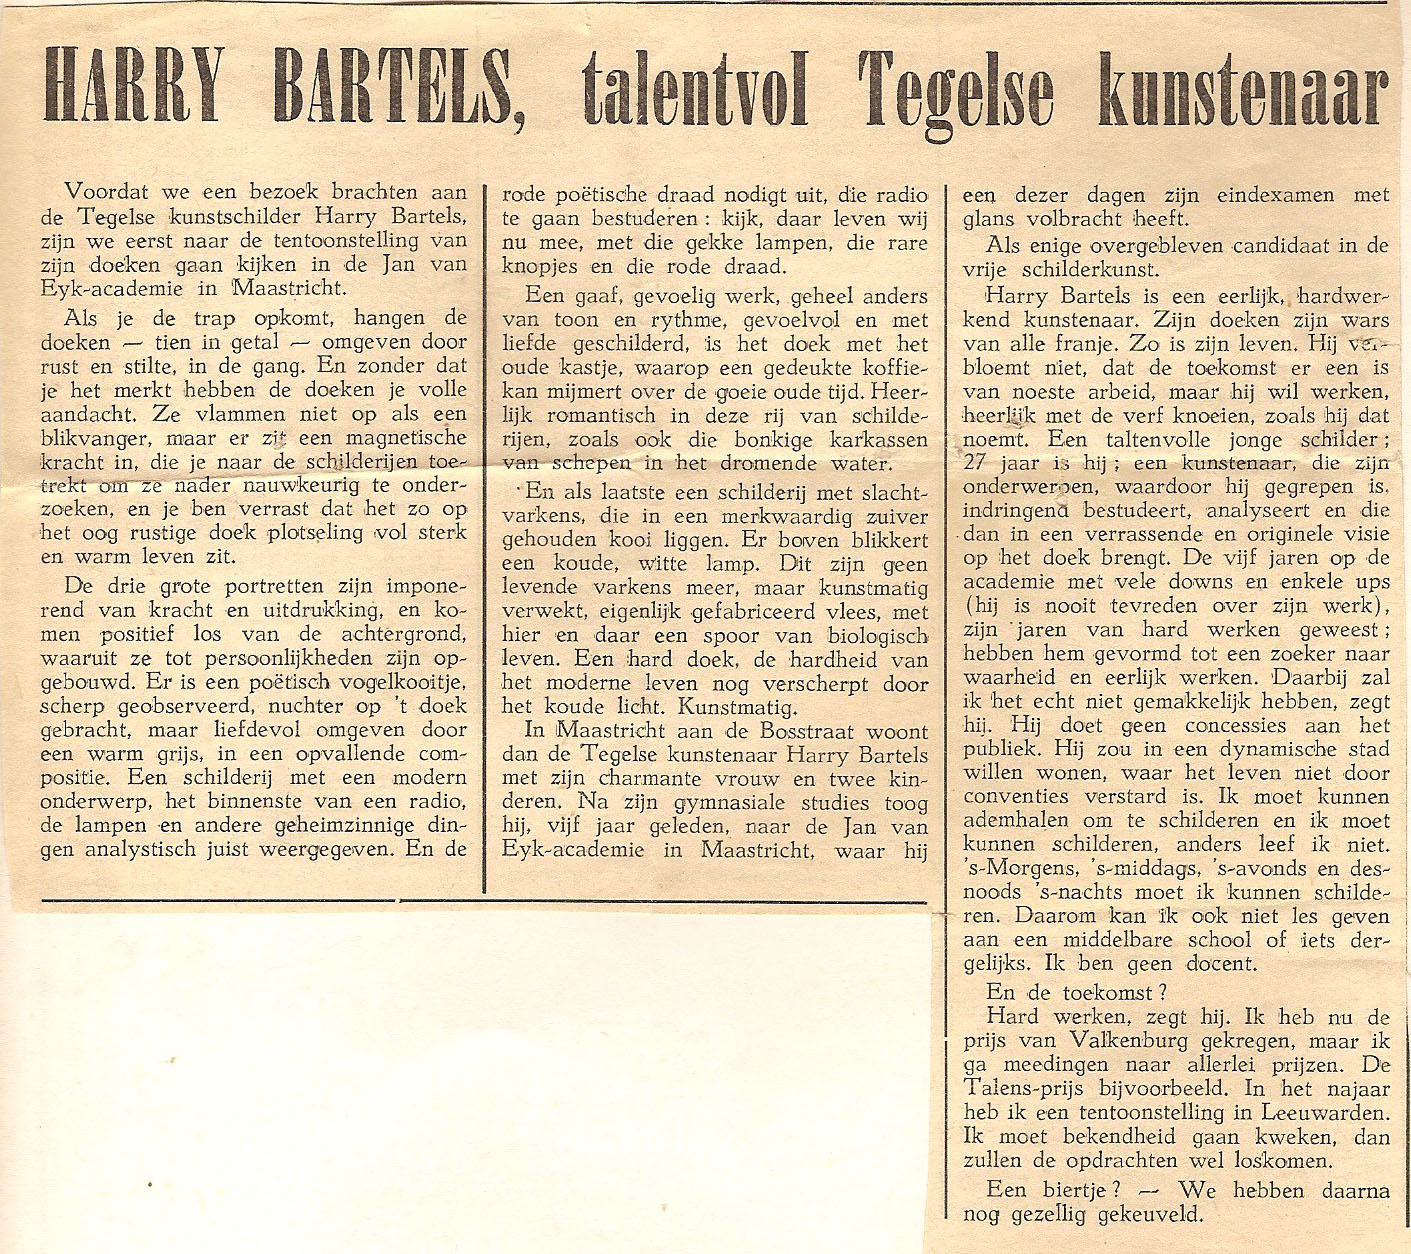 HARRY BARTELS, talentvol Tegelse kunstenaar
Voordat we een bezoek brachten aan
de Tegelse kunstschilder Harry Bartels,
zijn we eerst naar de tentoonstelling van
zijn doeken gaan kijken in de Jan van
Eyk-academie in Maastricht.
Als je de trap opkomt, hangen de
doeken — tien in getal — omgeven door
rust en stilte, in de gang. En zonder dat
je het merkt hebben de doeken je volle
aandacht. Ze vlammen niet op als een
blikvanger, maar er zit een magnetische
kracht in, die je naar de schilderijen toe-
trekt om ze nader nauwkeurig te onder-
zoeken, en je ben verrast dat het zo op
het oog rustige doek plotseling vol sterk
en warm leven zit.
De drie grote portretten zijn impone-
rend van kracht en uitdrukking, en ko-
men positief los van de achtergrond,
waaruit ze tot persoonlijkheden zijn op-
gebouwd. Er is een poëtisch vogelkooitje,
scherp geobserveerd, nuchter op 't doek
gebracht, maar liefdevol omgeven door
een warm grijs, in een opvallende com-
positie. Een schilderij met een modern
onderwerp, het binnenste van een radio,
de lampen en andere geheimzinnige din-
gen analystisch juist weergegeven. En de
rode poëtische draad nodigt uit, die radio
te gaan bestuderen : kijk, daar leven wij
nu mee, met die gekke lampen, die rare
knopjes en die rode draad.
Een gaaf, gevoelig werk, geheel anders
van toon en rythme, gevoelvol en met
liefde geschilderd, is het doek met het
oude kastje, waarop een gedeukte koffie-
kan mijmert over de goeie oude tijd. Heer-
lijk romantisch in deze rij van schilde-
rijen, zoals ook die bonkige karkassen
van schepen in het dromende water.
En als laatste een schilderij met slacht-
varkens, die in een merkwaardig zuiver
gehouden kooi liggen. Er boven blikkert
een koude, witte lamp. Dit zijn geen
levende varkens meer, maar kunstmatig
verwekt, eigenlijk gefabriceerd vlees, met
hier en daar een spoor van biologisch
leven. Een hard doek, de hardheid van
het moderne leven nog verscherpt door
het koude licht. Kunstmatig.
In Maastricht aan de Bosstraat woont
dan de Tegelse kunstenaar Harry Bartels
met zijn charmante vrouw en twee kin-
deren. Na zijn gymnasiale studies toog
hij, vijf jaar geleden, naar de Jan van
Eyk-academie in Maastricht, waar hij
een dezer dagen zijn eindexamen met
glans volbracht heeft.
Als enige overgebleven candidaat in de
vrije schilderkunst.
Harry Bartels is een eerlijk, hardwer-
kend kunstenaar. Zijn doeken zijn wars
van alle franje. Zo is zijn leven. Hij ver-
bloemt niet, dat de toekomst er een is
van noeste arbeid, maar hij wil werken,
heerlijk met de verf knoeien, zoals hij dat
noemt. Een taltenvolle jonge schilder ;
27 jaar is hij ; een kunstenaar, die zijn
onderwerpen, waardoor hij gegrepen is,
indringend bestudeert, analyseert en die
dan in een verrassende en originele visie
op het doek brengt. De vijf jaren op de
academie met vele downs en enkele ups
(hij is nooit tevreden over zijn werk),
zijn jaren van hard werken geweest ;
hebben hem gevormd tot een zoeker naar
waarheid en eerlijk werken. Daarbij zal
ik het echt niet gemakkelijk hebben, zegt
hij. Hij doet geen concessies aan het
publiek. Hij zou in een dynamische stad
willen wonen, waar het leven niet door
conventies verstard is. Ik moet kunnen
ademhalen om te schilderen en ik moet
kunnen schilderen, anders leef ik niet.
's-Morgens, 's-middags, 's-avonds en des-
noods 's-nachts moet ik kunnen schilde-
ren. Daarom kan ik ook niet les geven
aan een middelbare school of iets der-
gelijks. Ik ben geen docent.
En de toekomst ?
Hard werken, zegt hij. Ik heb nu de
prijs van Valkenburg gekregen, maar ik
ga meedingen naar allerlei prijzen. De
Talens-prijs bijvoorbeeld. In het najaar
heb ik een tentoonstelling in Leeuwarden.
Ik moet bekendheid gaan kweken, dan
zullen de opdrachten wel loskomen.
Een biertje ? — We hebben daarna
nog gezellig gekeuveld.